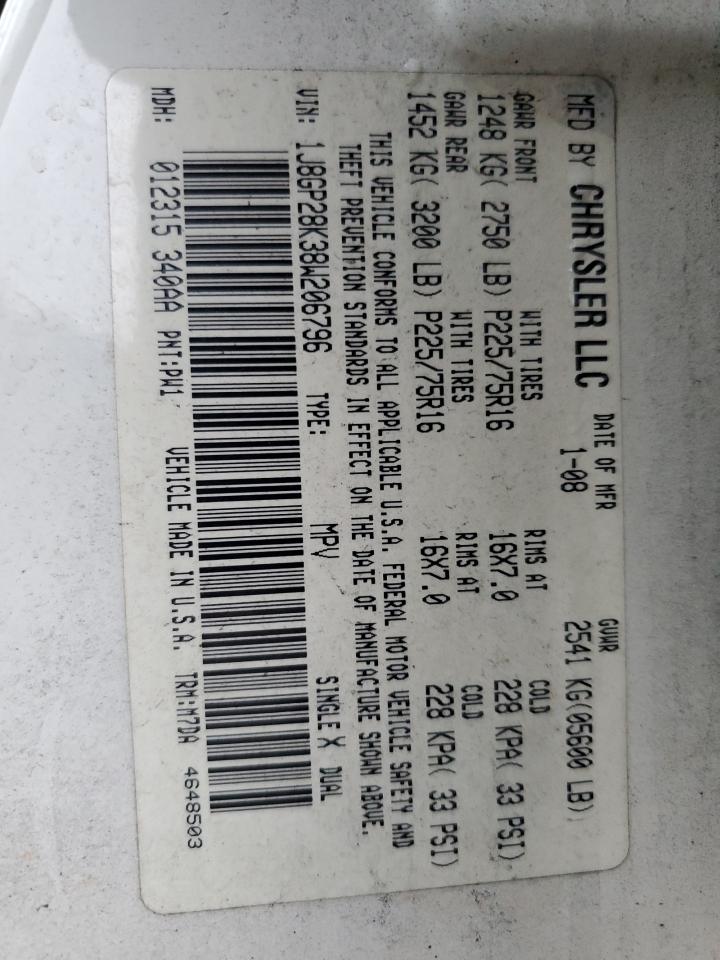 MFD BY CHRYSLER LLC DATE OF MFR 1-08 GVWR 2541 KG(05600 LB)
GAWR FRONT WITH TIRES RIMS AT COLD
1248 KG( 2750 LB) P225/75R16 16X7.0 228 KPA( 33 PSI)
GAWR REAR WITH TIRES RIMS AT COLD
1452 KG( 3200 LB) P225/75R16 16X7.0 228 KPA( 33 PSI)
THIS VEHICLE CONFORMS TO ALL APPLICABLE U.S.A. FEDERAL MOTOR VEHICLE SAFETY AND
THEFT PREVENTION STANDARDS IN EFFECT ON THE DATE OF MANUFACTURE SHOWN ABOVE.
VIN: 1J8GP28K38W206796 TYPE: MPV SINGLE X DUAL
MDH: 012315 340AA PNT:PW1 VEHICLE MADE IN U.S.A. TRM:M7DA 4648503